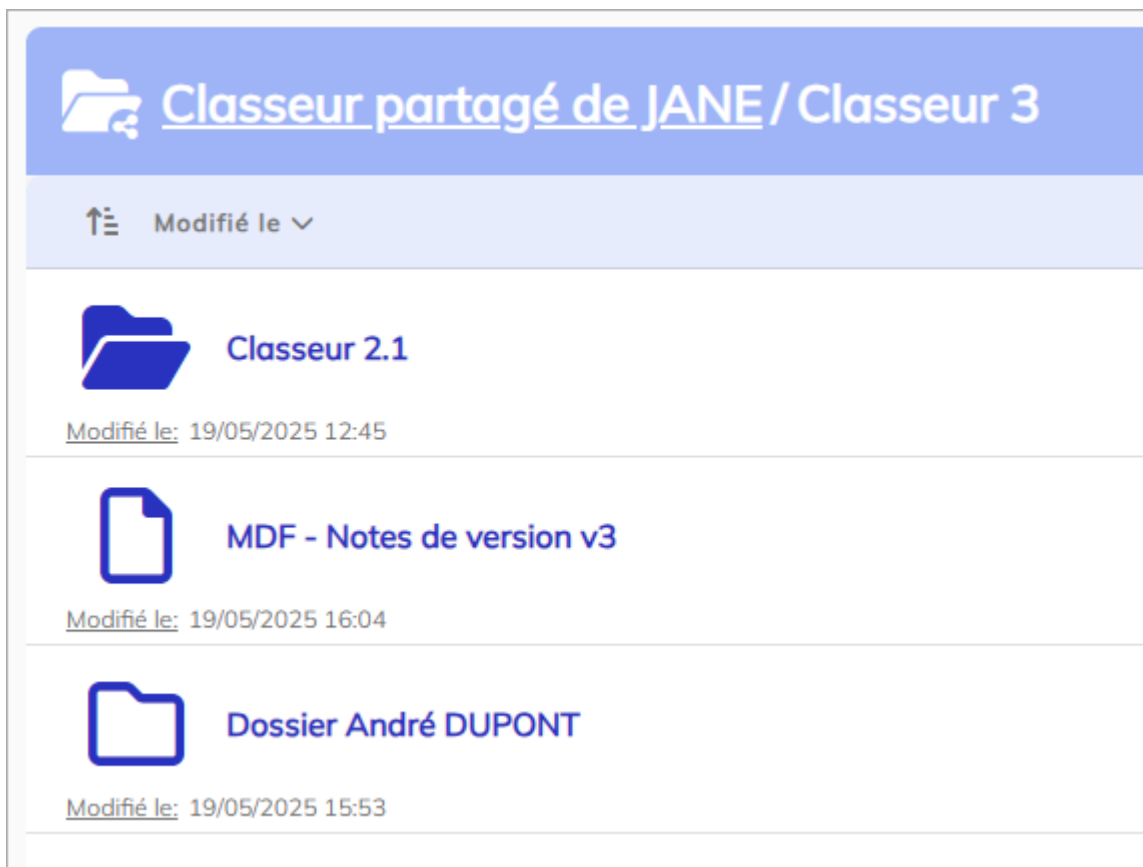 Classeur partagé de JANE / Classeur 3
Modifié le
Classeur 2.1
Modifié le: 19/05/2025 12:45
MDF - Notes de version v3
Modifié le: 19/05/2025 16:04
Dossier André DUPONT
Modifié le: 19/05/2025 15:53